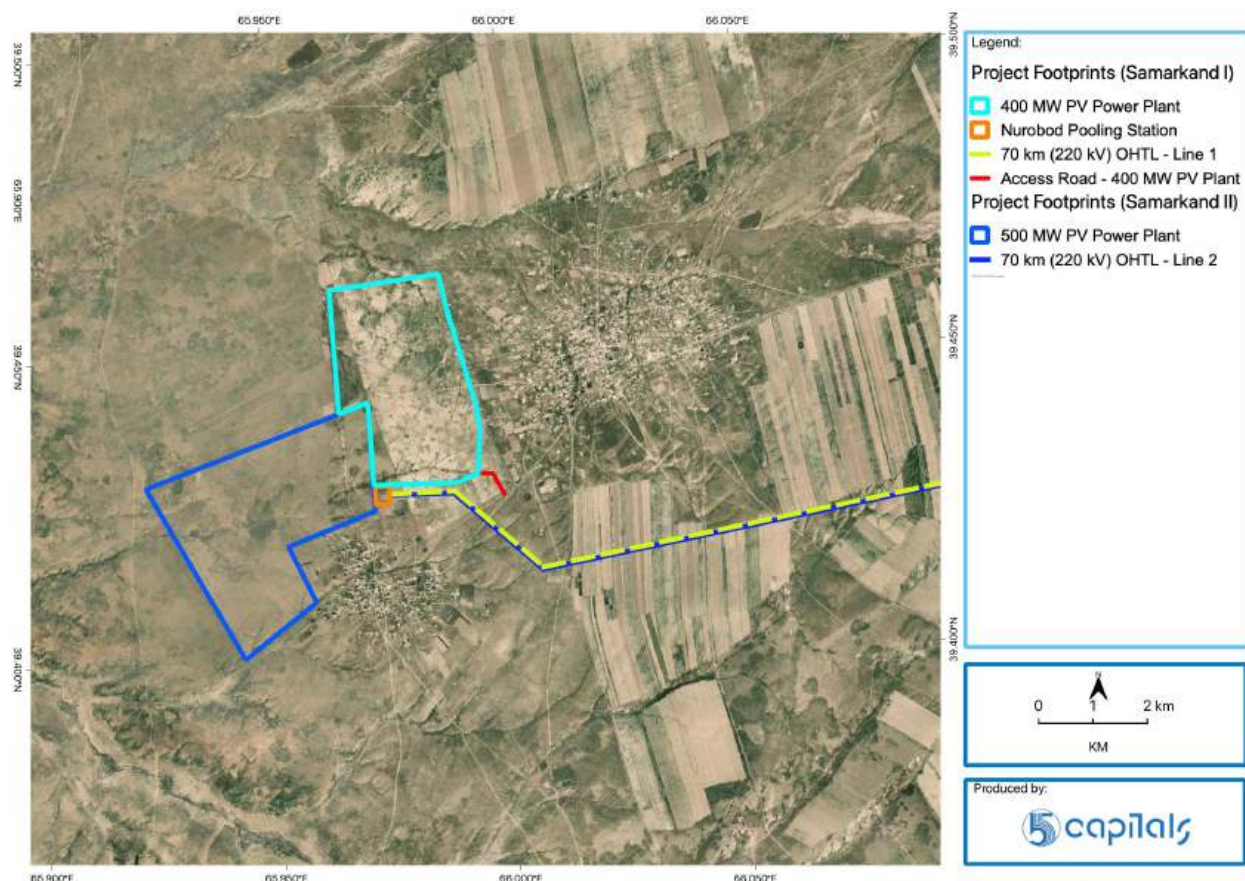 65.950°E 66.000°E 66.050°E
39.500°N
39.500°N
65.900°E
39.450°N
39.450°N
39.400°N
39.400°N
65.900°E 65.950°E 66.000°E 66.050°E
Legend:
Project Footprints (Samarkand I)
400 MW PV Power Plant
Nurobod Pooling Station
70 km (220 kV) OHTL - Line 1
Access Road - 400 MW PV Plant
Project Footprints (Samarkand II)
500 MW PV Power Plant
70 km (220 kV) OHTL - Line 2
N
0 1 2 km
KM
Produced by:
5 capitals